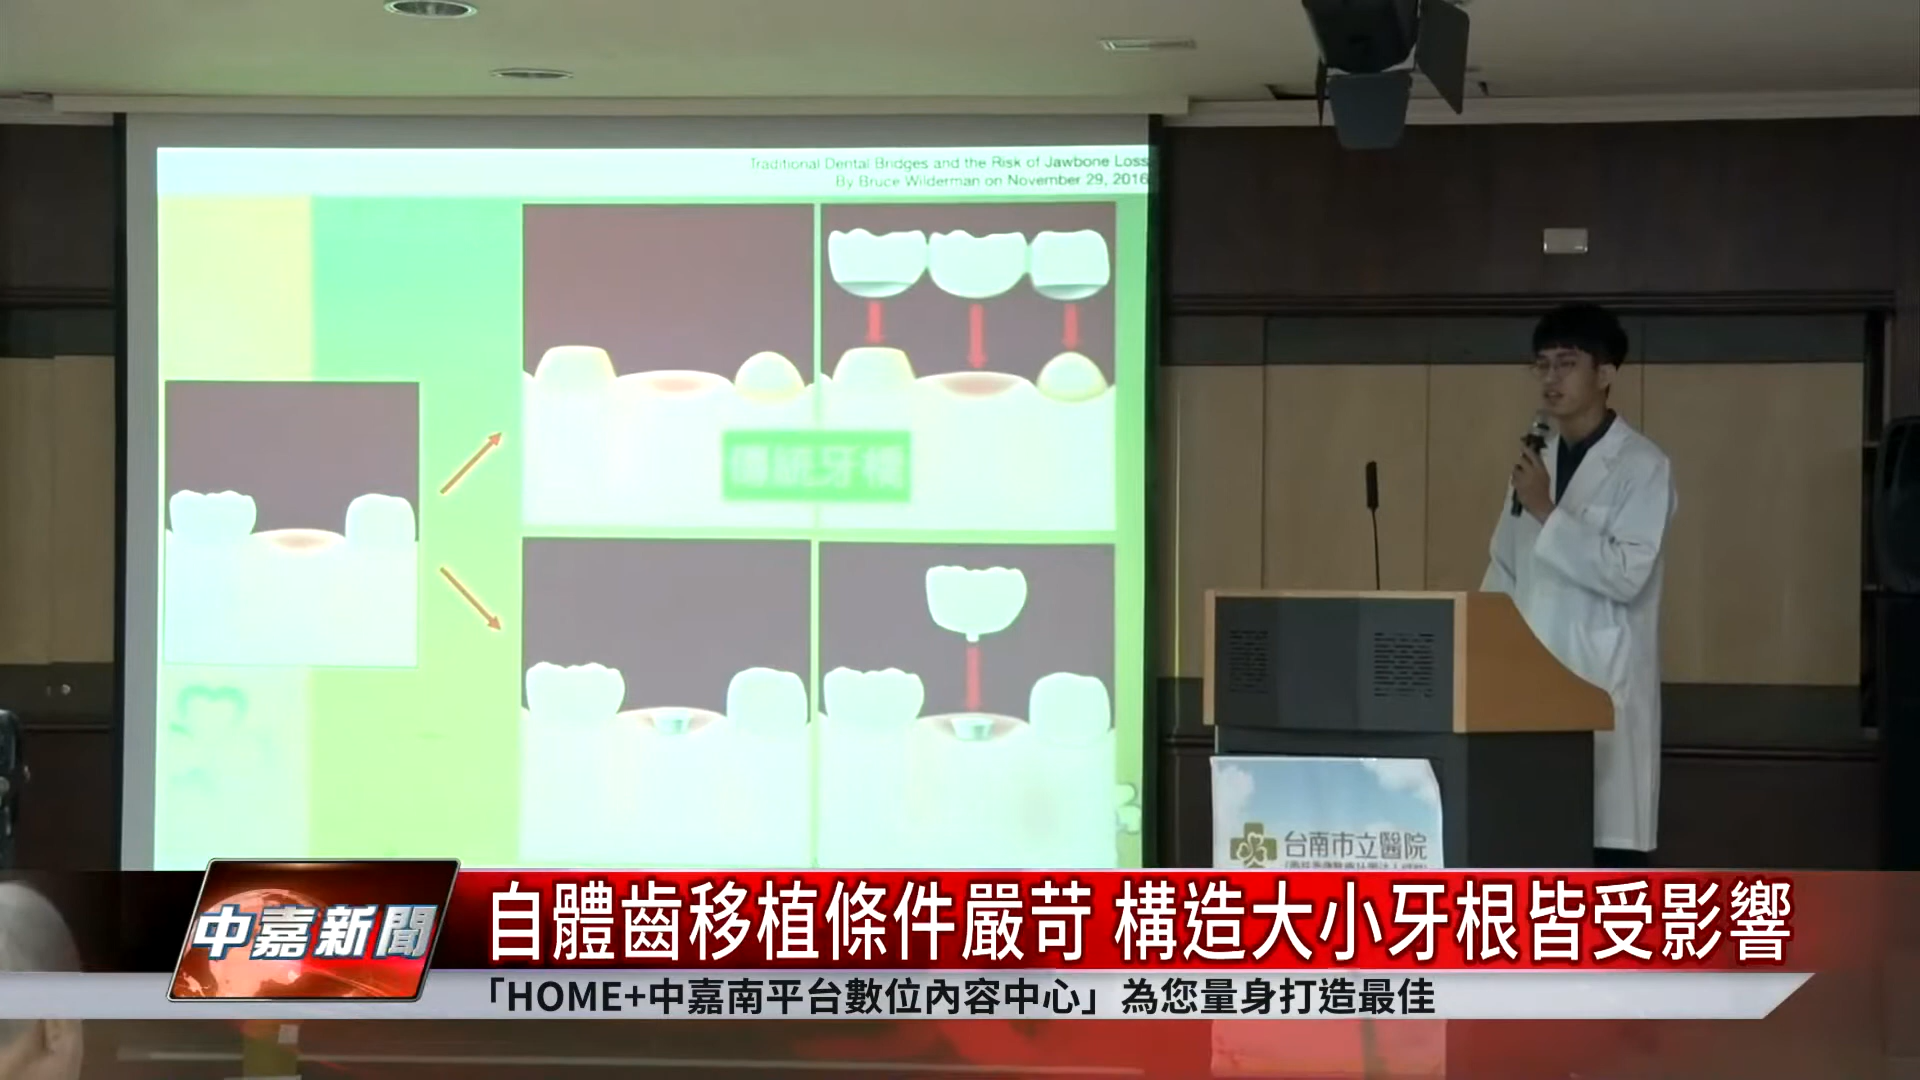 Traditional Dental Bridges and the Risk of Jawbone Loss
By Bruce Wilderman on November 29, 2016
傳統牙橋
台南市立醫院
中嘉新聞
自體齒移植條件嚴苛 構造大小牙根皆受影響
「HOME+中嘉南平台數位內容中心」為您量身打造最佳